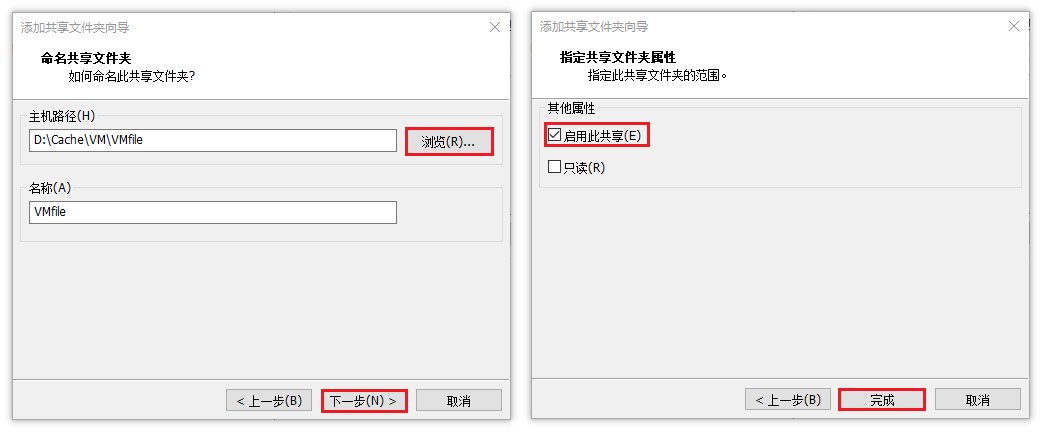 添加共享文件夹向导
命名共享文件夹
如何命名此共享文件夹?
主机路径(H)
D:\Cache\VM\VMfile
浏览(R)...
名称(A)
VMfile
< 上一步(B)
下一步(N) >
取消
添加共享文件夹向导
指定共享文件夹属性
指定此共享文件夹的范围。
其他属性
启用此共享(E)
只读(R)
< 上一步(B)
完成
取消